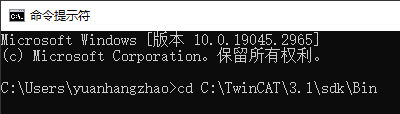 命令提示符
Microsoft Windows [版本 10.0.19045.2965]
(c) Microsoft Corporation。保留所有权利。
C:\Users\yuanhangzhao>cd C:\TwinCAT\3.1\sdk\Bin